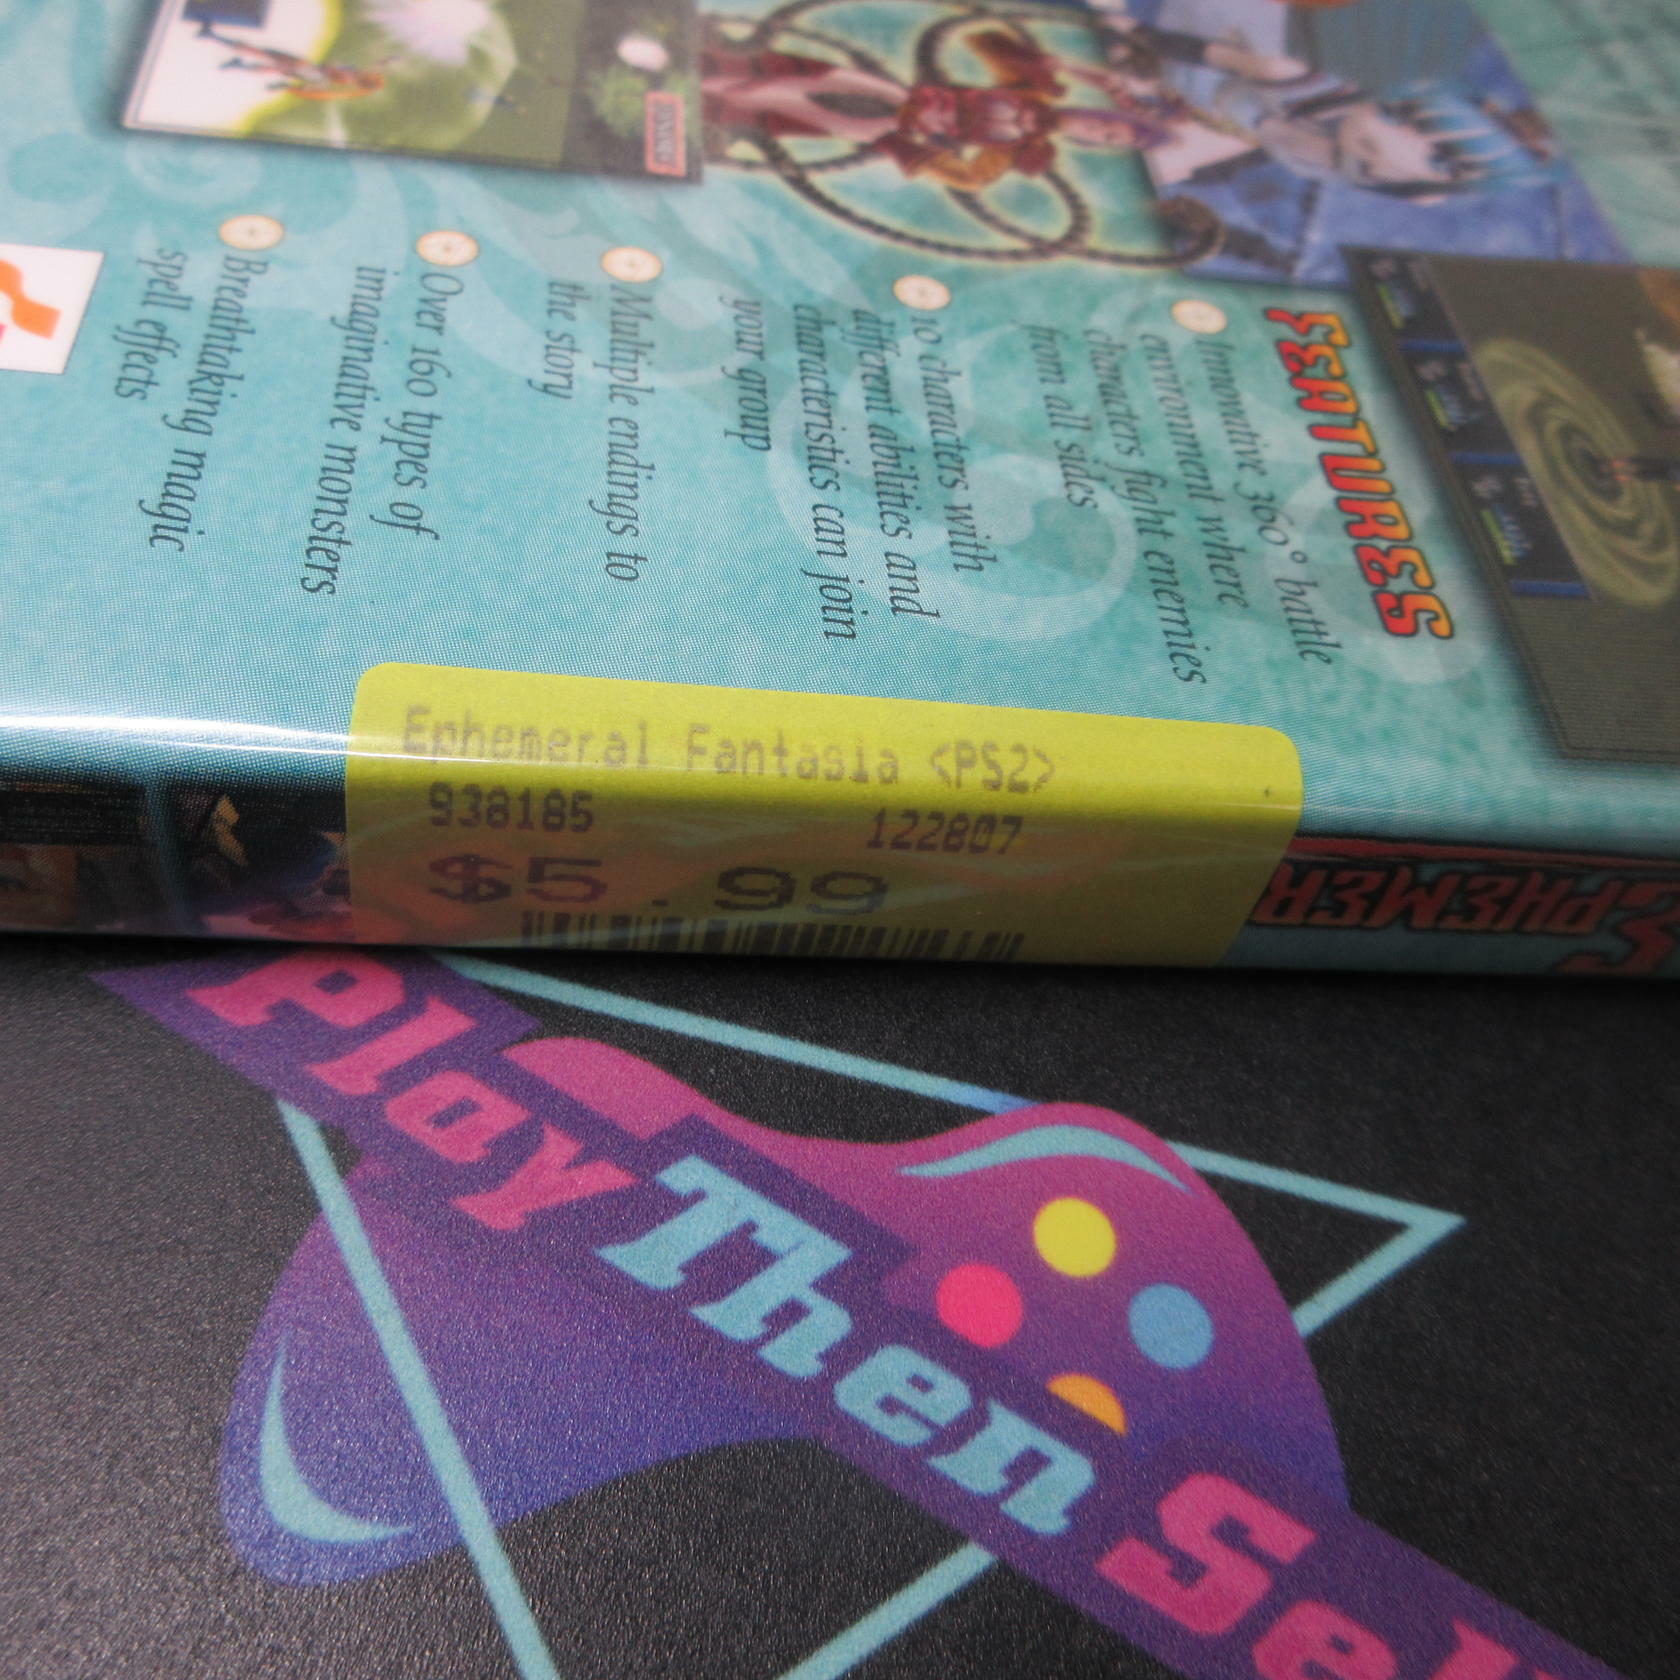 FEATURES
Innovative 360° battle
environment where
characters fight enemies
from all sides
10 characters with
different abilities and
characteristics can join
your group
Multiple endings to
the story
Over 160 types of
imaginative monsters
Breathtaking magic
spell effects
Ephemeral Fantasia <PS2>
938185 122807
$5.99
EPHEMER
Play Then Sel